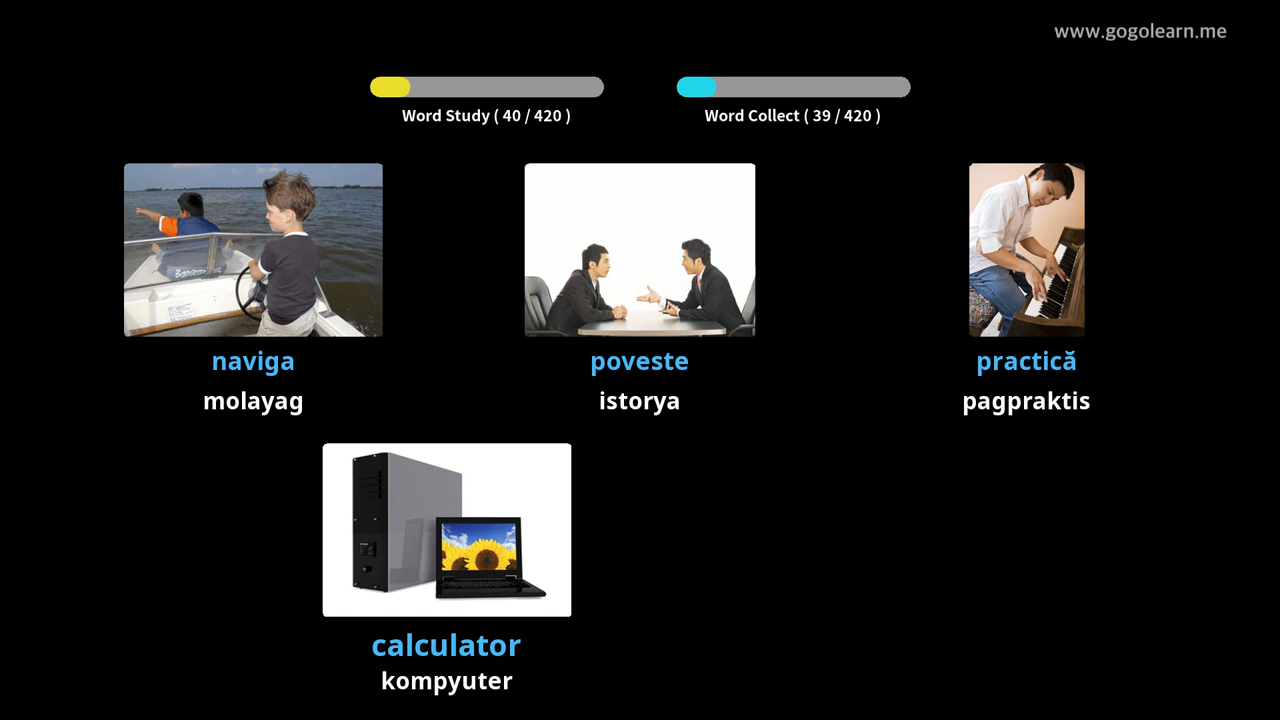 www.gogolearn.me
Word Study ( 40 / 420 )
Word Collect ( 39 / 420 )
naviga
molayag
poveste
istorya
practică
pagpraktis
calculator
kompyuter